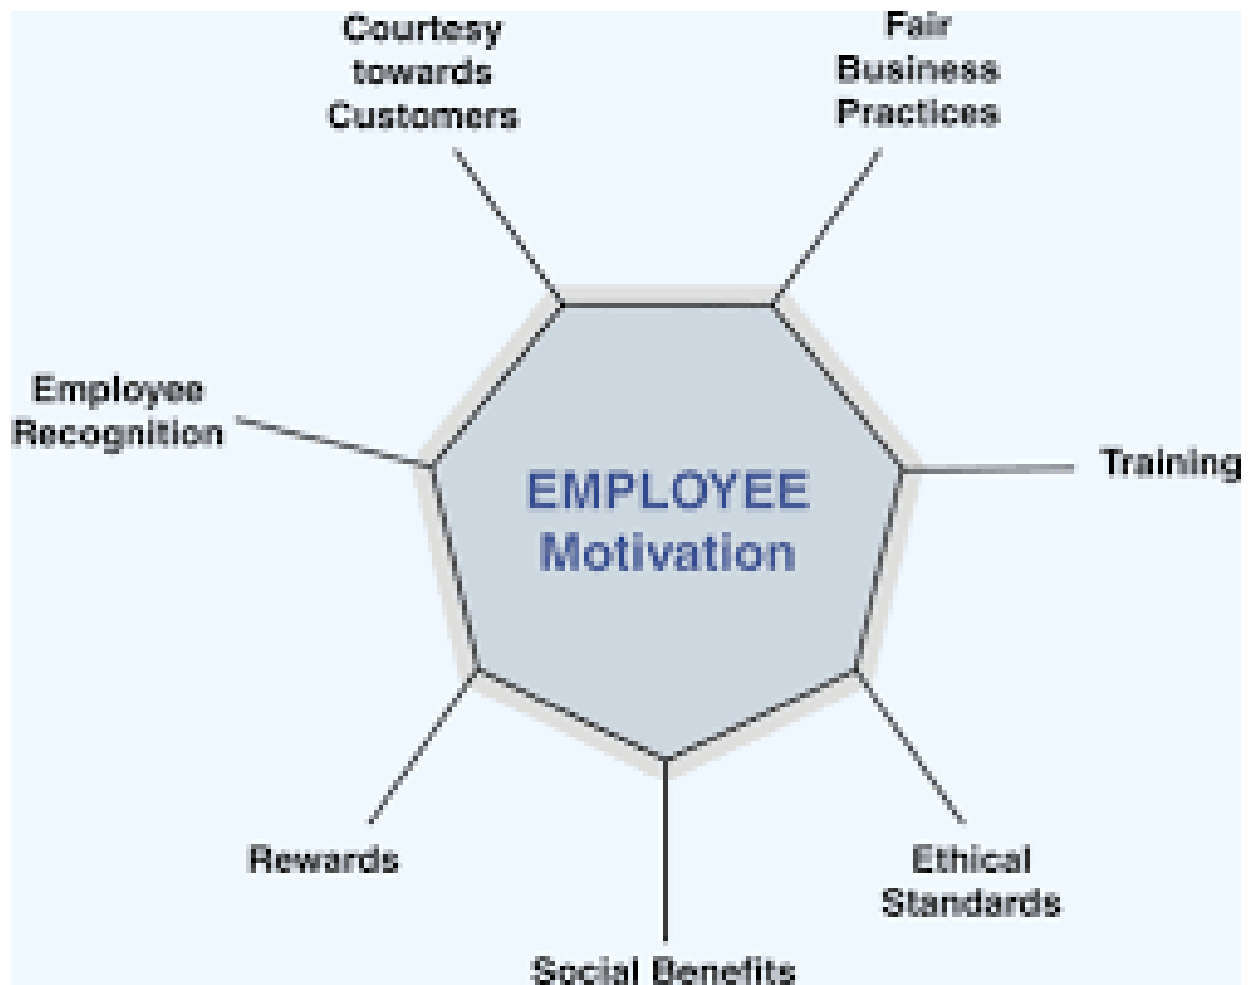 Courtesy
towards
Customers
Fair
Business
Practices
Employee
Recognition
EMPLOYEE
Motivation
Training
Rewards
Ethical
Standards
Social Benefits